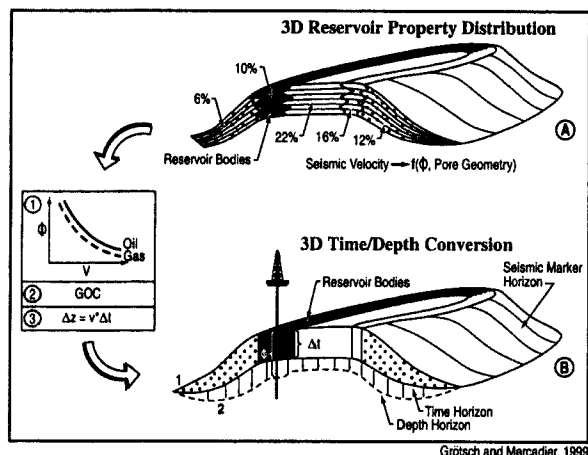 3D Reservoir Property Distribution
10%
6%
22%
16%
12%
Reservoir Bodies
Seismic Velocity → f(ϕ, Pore Geometry)
A
1
ϕ
Oil
Gas
V
2 GOC
3 Δz = v*Δt
3D Time/Depth Conversion
Reservoir Bodies
Seismic Marker
Horizon
Δt
B
1
2
Time Horizon
Depth Horizon
Grötsch and Mercadier, 1999